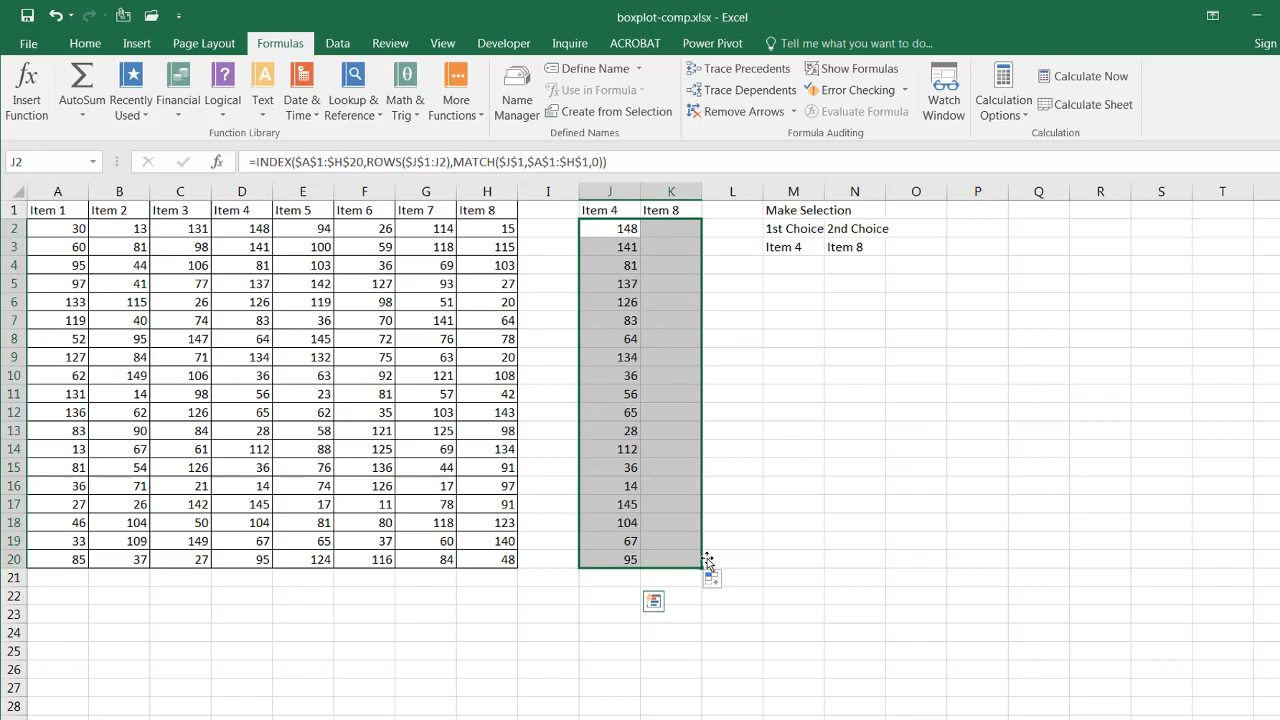 boxplot-comp.xlsx - Excel
File Home Insert Page Layout Formulas Data Review View Developer Inquire ACROBAT Power Pivot Tell me what you want to do... Sign
Insert Function
AutoSum
Recently Used
Financial
Logical
Text
Date & Time
Lookup & Reference
Math & Trig
More Functions
Function Library
Name Manager
Define Name
Use in Formula
Create from Selection
Defined Names
Trace Precedents
Trace Dependents
Remove Arrows
Show Formulas
Error Checking
Evaluate Formula
Formula Auditing
Watch Window
Calculation Options
Calculate Now
Calculate Sheet
Calculation
J2 fx =INDEX($A$1:$H$20,ROWS($J$1:J2),MATCH($J$1,$A$1:$H$1,0))
A B C D E F G H I J K L M N O P Q R S T
1 Item 1 Item 2 Item 3 Item 4 Item 5 Item 6 Item 7 Item 8 Item 4 Item 8 Make Selection
2 30 13 131 148 94 26 114 15 148 1st Choice 2nd Choice
3 60 81 98 141 100 59 118 115 141 Item 4 Item 8
4 95 44 106 81 103 36 69 103 81
5 97 41 77 137 142 127 93 27 137
6 133 115 26 126 119 98 51 20 126
7 119 40 74 83 36 70 141 64 83
8 52 95 147 64 145 72 76 78 64
9 127 84 71 134 132 75 63 20 134
10 62 149 106 36 63 92 121 108 36
11 131 14 98 56 23 81 57 42 56
12 136 62 126 65 62 35 103 143 65
13 83 90 84 28 58 121 125 98 28
14 13 67 61 112 88 125 69 134 112
15 81 54 126 36 76 136 44 91 36
16 36 71 21 14 74 126 17 97 14
17 27 26 142 145 17 11 78 91 145
18 46 104 50 104 81 80 118 123 104
19 33 109 149 67 65 37 60 140 67
20 85 37 27 95 124 116 84 48 95
21
22
23
24
25
26
27
28